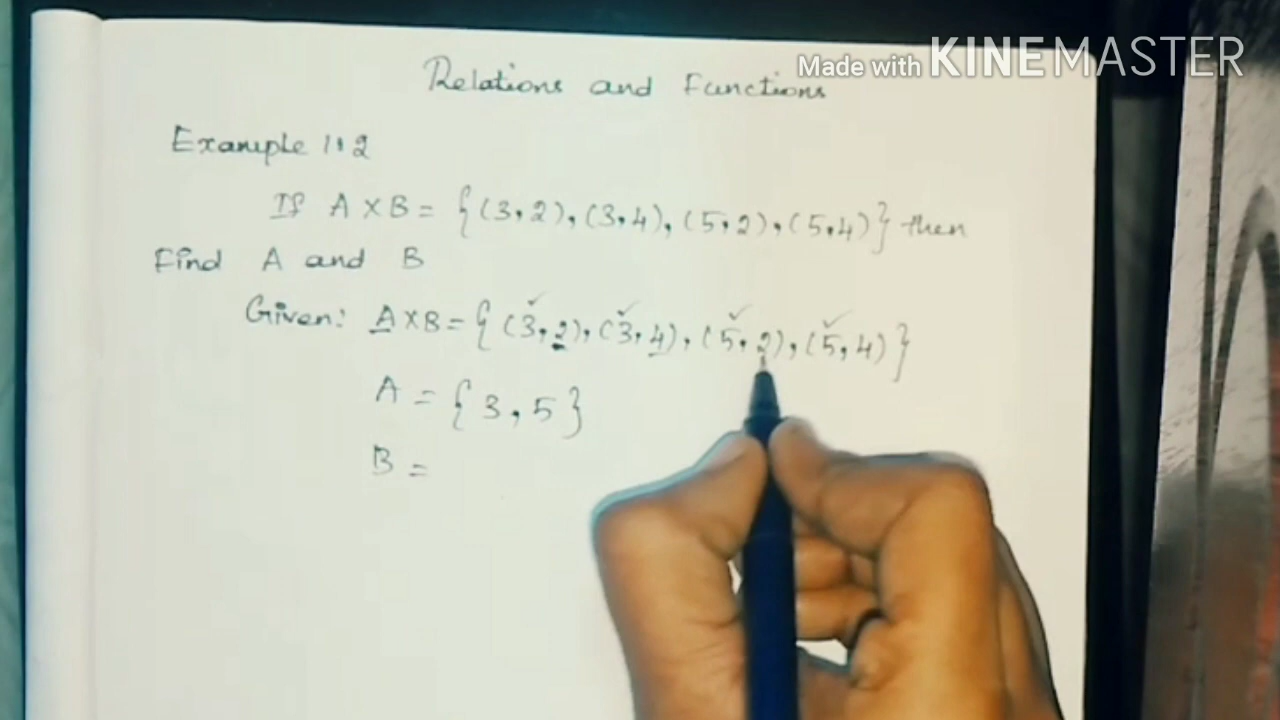 Made with KINEMASTER
Relations and Functions
Example 1.2
If A × B = {(3,2),(3,4),(5,2),(5,4)} then
Find A and B
Given: A×B = {(3,2),(3,4),(5,2),(5,4)}
A = {3,5}
B =